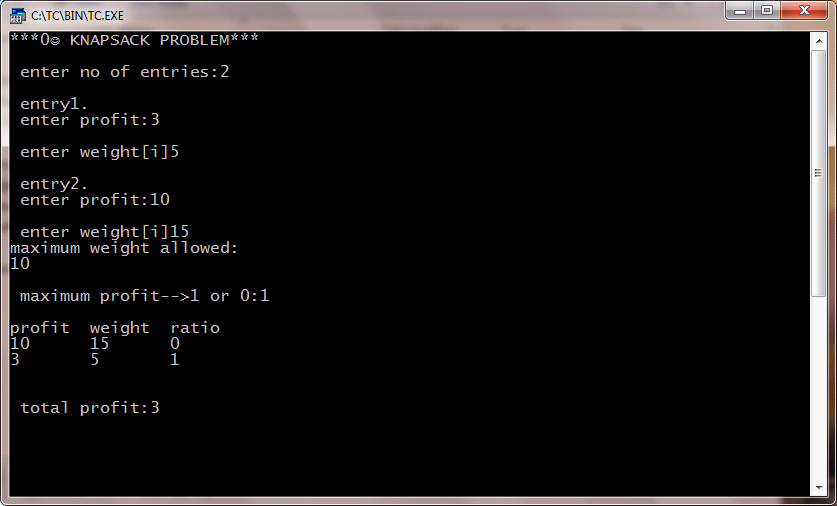 C:\TC\BIN\TC.EXE
***0☺ KNAPSACK PROBLEM***
enter no of entries:2
entry1.
enter profit:3
enter weight[i]5
entry2.
enter profit:10
enter weight[i]15
maximum weight allowed:
10
maximum profit-->1 or 0:1
profit weight ratio
10 15 0
3 5 1
total profit:3